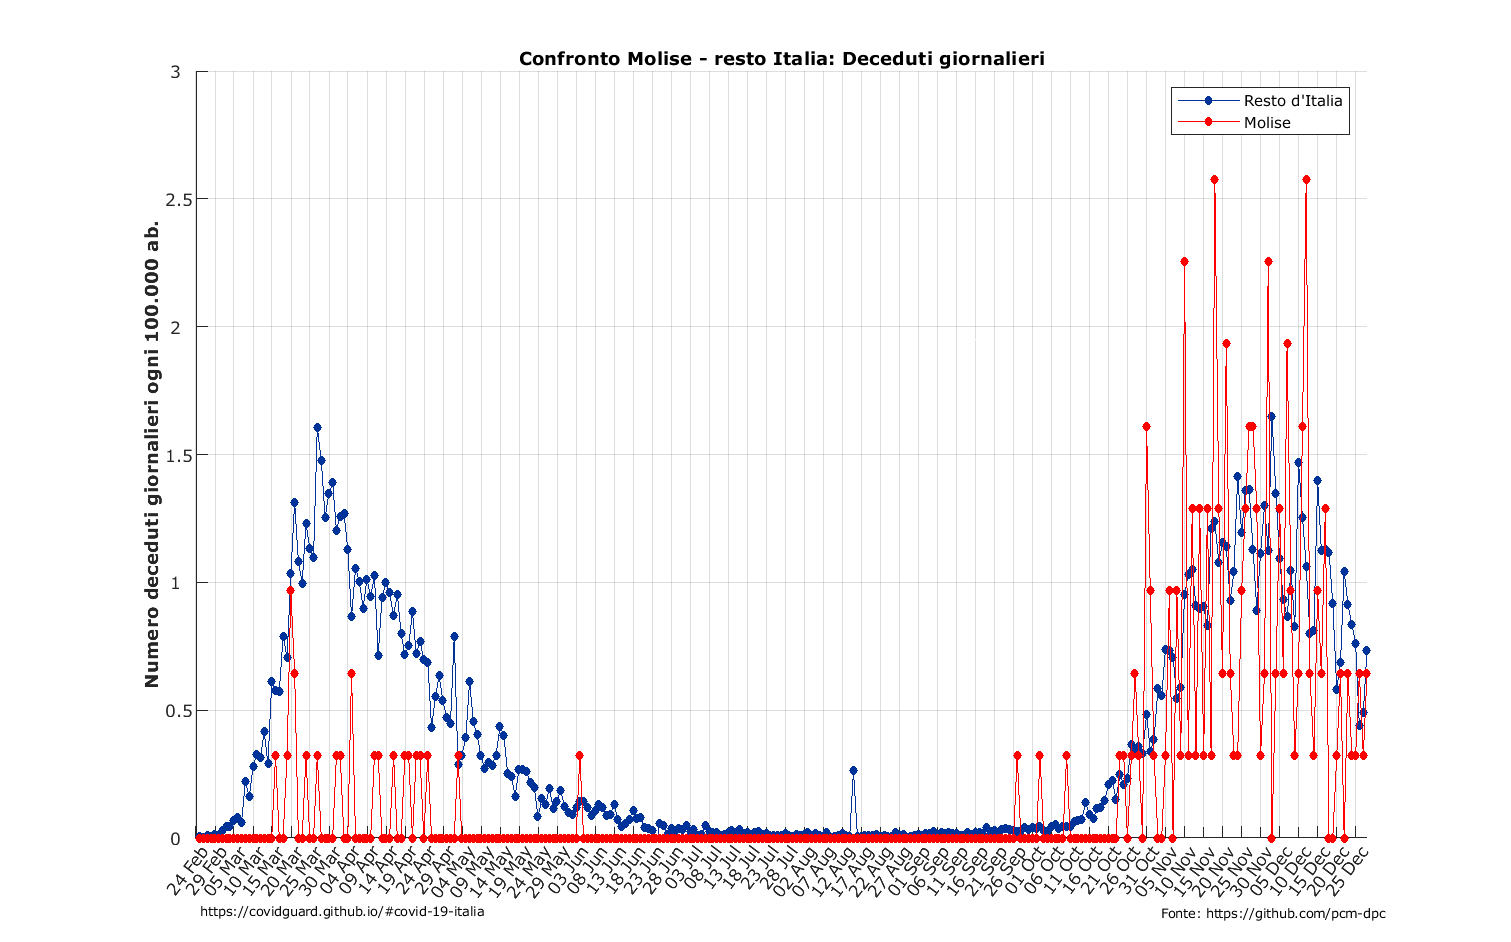 Confronto Molise - resto Italia: Deceduti giornalieri
Resto d'Italia
Molise
Numero deceduti giornalieri ogni 100.000 ab.
3
2.5
2
1.5
1
0.5
0
24 Feb
29 Feb
05 Mar
10 Mar
15 Mar
20 Mar
25 Mar
30 Mar
04 Apr
09 Apr
14 Apr
19 Apr
24 Apr
29 Apr
04 May
09 May
14 May
19 May
24 May
29 May
03 Jun
08 Jun
13 Jun
18 Jun
23 Jun
28 Jun
03 Jul
08 Jul
13 Jul
18 Jul
23 Jul
28 Jul
02 Aug
07 Aug
12 Aug
17 Aug
22 Aug
27 Aug
01 Sep
06 Sep
11 Sep
16 Sep
21 Sep
26 Sep
01 Oct
06 Oct
11 Oct
16 Oct
21 Oct
26 Oct
31 Oct
05 Nov
10 Nov
15 Nov
20 Nov
25 Nov
30 Nov
05 Dec
10 Dec
15 Dec
20 Dec
25 Dec
https://covidguard.github.io/#covid-19-italia
Fonte: https://github.com/pcm-dpc